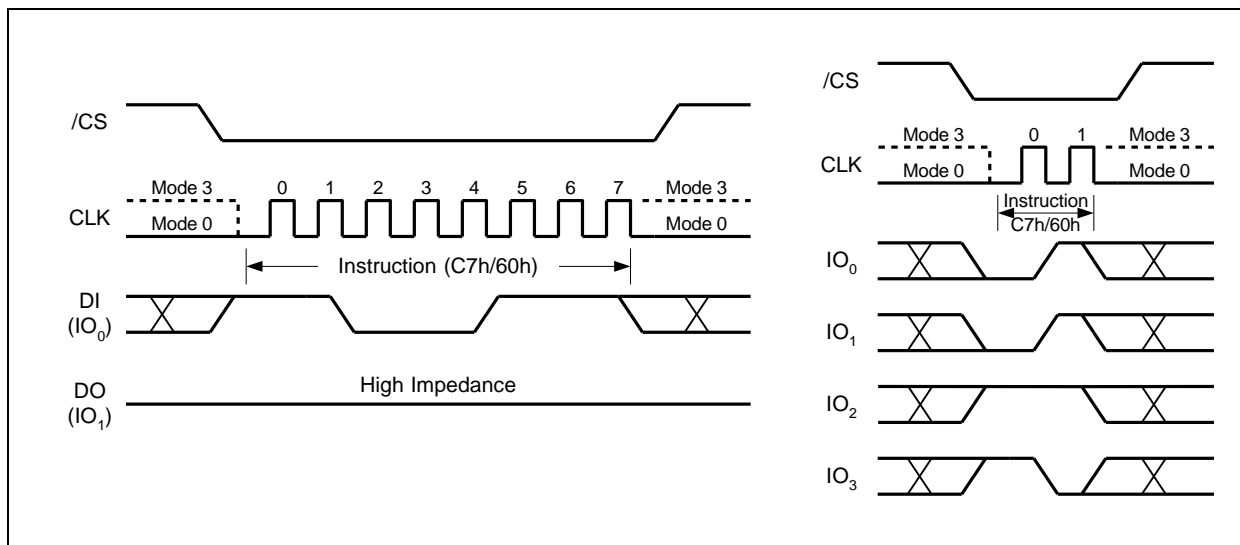 /CS
Mode 3 0 1 2 3 4 5 6 7 Mode 3
CLK Mode 0 Mode 0
Instruction (C7h/60h)
DI
(IO0)
High Impedance
DO
(IO1)
/CS
Mode 3 0 1 Mode 3
CLK Mode 0 Mode 0
Instruction
C7h/60h
IO0
IO1
IO2
IO3